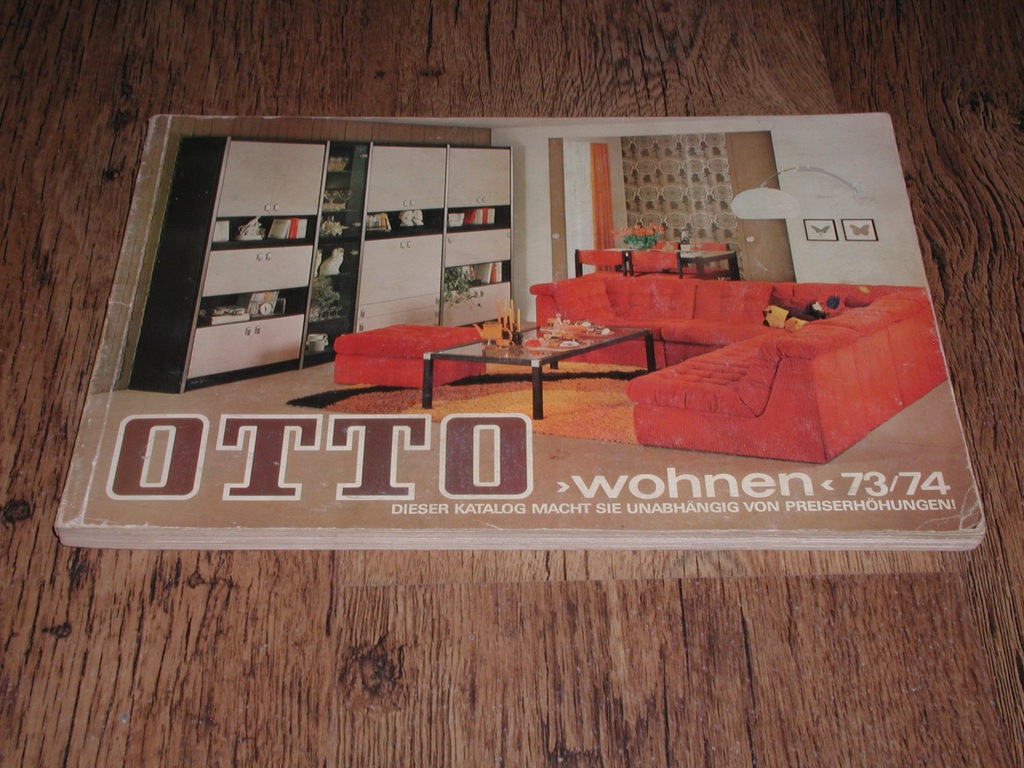 OTTO ›wohnen‹ 73/74
DIESER KATALOG MACHT SIE UNABHÄNGIG VON PREISERHÖHUNGEN!